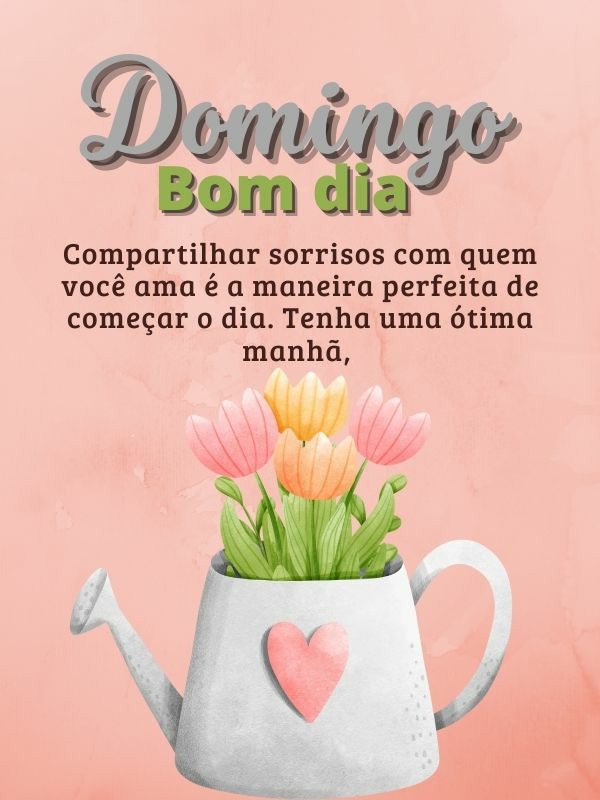 Domingo
Bom dia
Compartilhar sorrisos com quem
você ama é a maneira perfeita de
começar o dia. Tenha uma ótima
manhã,